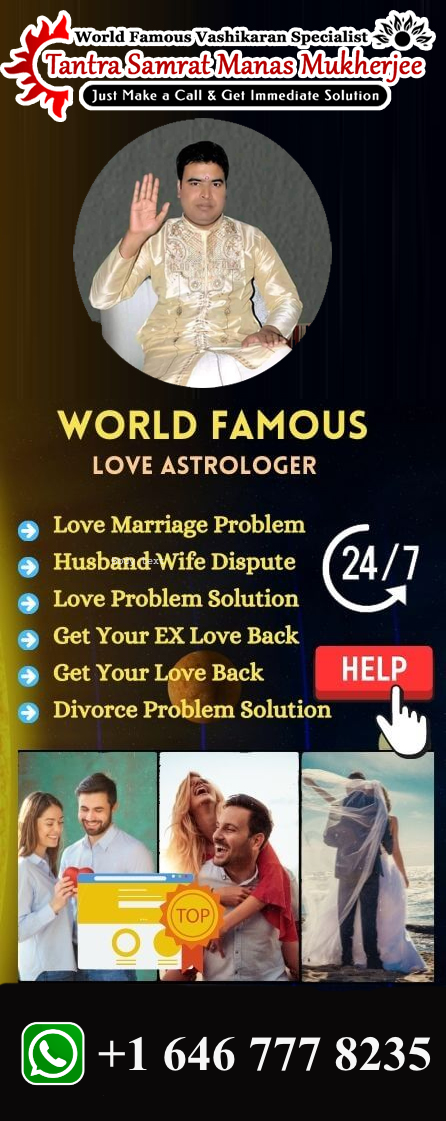 World Famous Vashikaran Specialist
Tantra Samrat Manas Mukherjee
Just Make a Call & Get Immediate Solution
WORLD FAMOUS
LOVE ASTROLOGER
Love Marriage Problem
Husband Wife Dispute
Love Problem Solution
Get Your EX Love Back
Get Your Love Back
Divorce Problem Solution
24/7
HELP
TOP
+1 646 777 8235